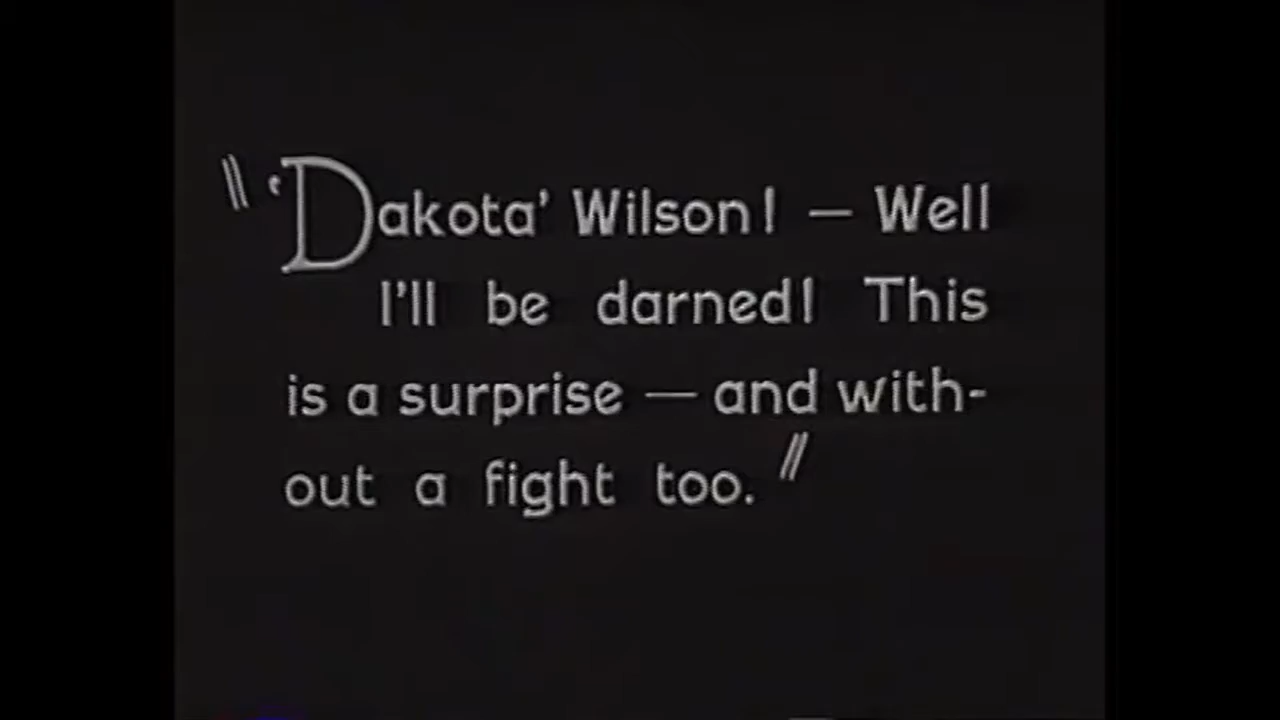 "'Dakota' Wilson! — Well
I'll be darned! This
is a surprise — and with-
out a fight too."